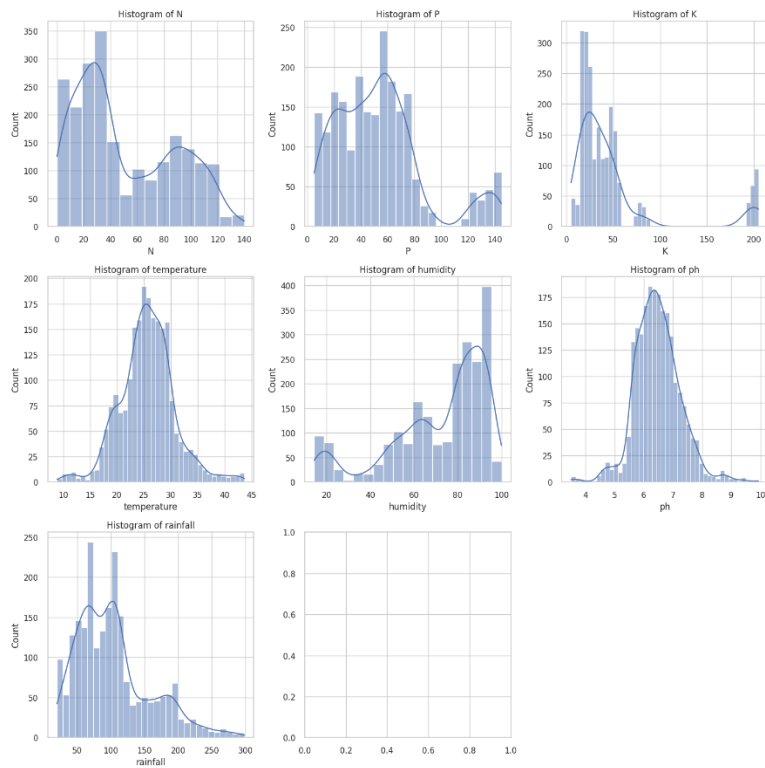 Histogram of N
Histogram of P
Histogram of K
350
300
250
200
150
100
50
0
Count
0 20 40 60 80 100 120 140
N
250
200
150
100
50
0
Count
0 20 40 60 80 100 120 140
P
300
250
200
150
100
50
0
Count
0 50 100 150 200
K
Histogram of temperature
Histogram of humidity
Histogram of ph
200
175
150
125
100
75
50
25
0
Count
10 15 20 25 30 35 40 45
temperature
400
300
200
100
50
0
Count
20 40 60 80 100
humidity
175
150
125
100
75
50
25
0
Count
4 5 6 7 8 9 10
ph
Histogram of rainfall
250
200
150
100
50
0
Count
50 100 150 200 250 300
rainfall
1.0
0.8
0.6
0.4
0.2
0.0
0.0 0.2 0.4 0.6 0.8 1.0